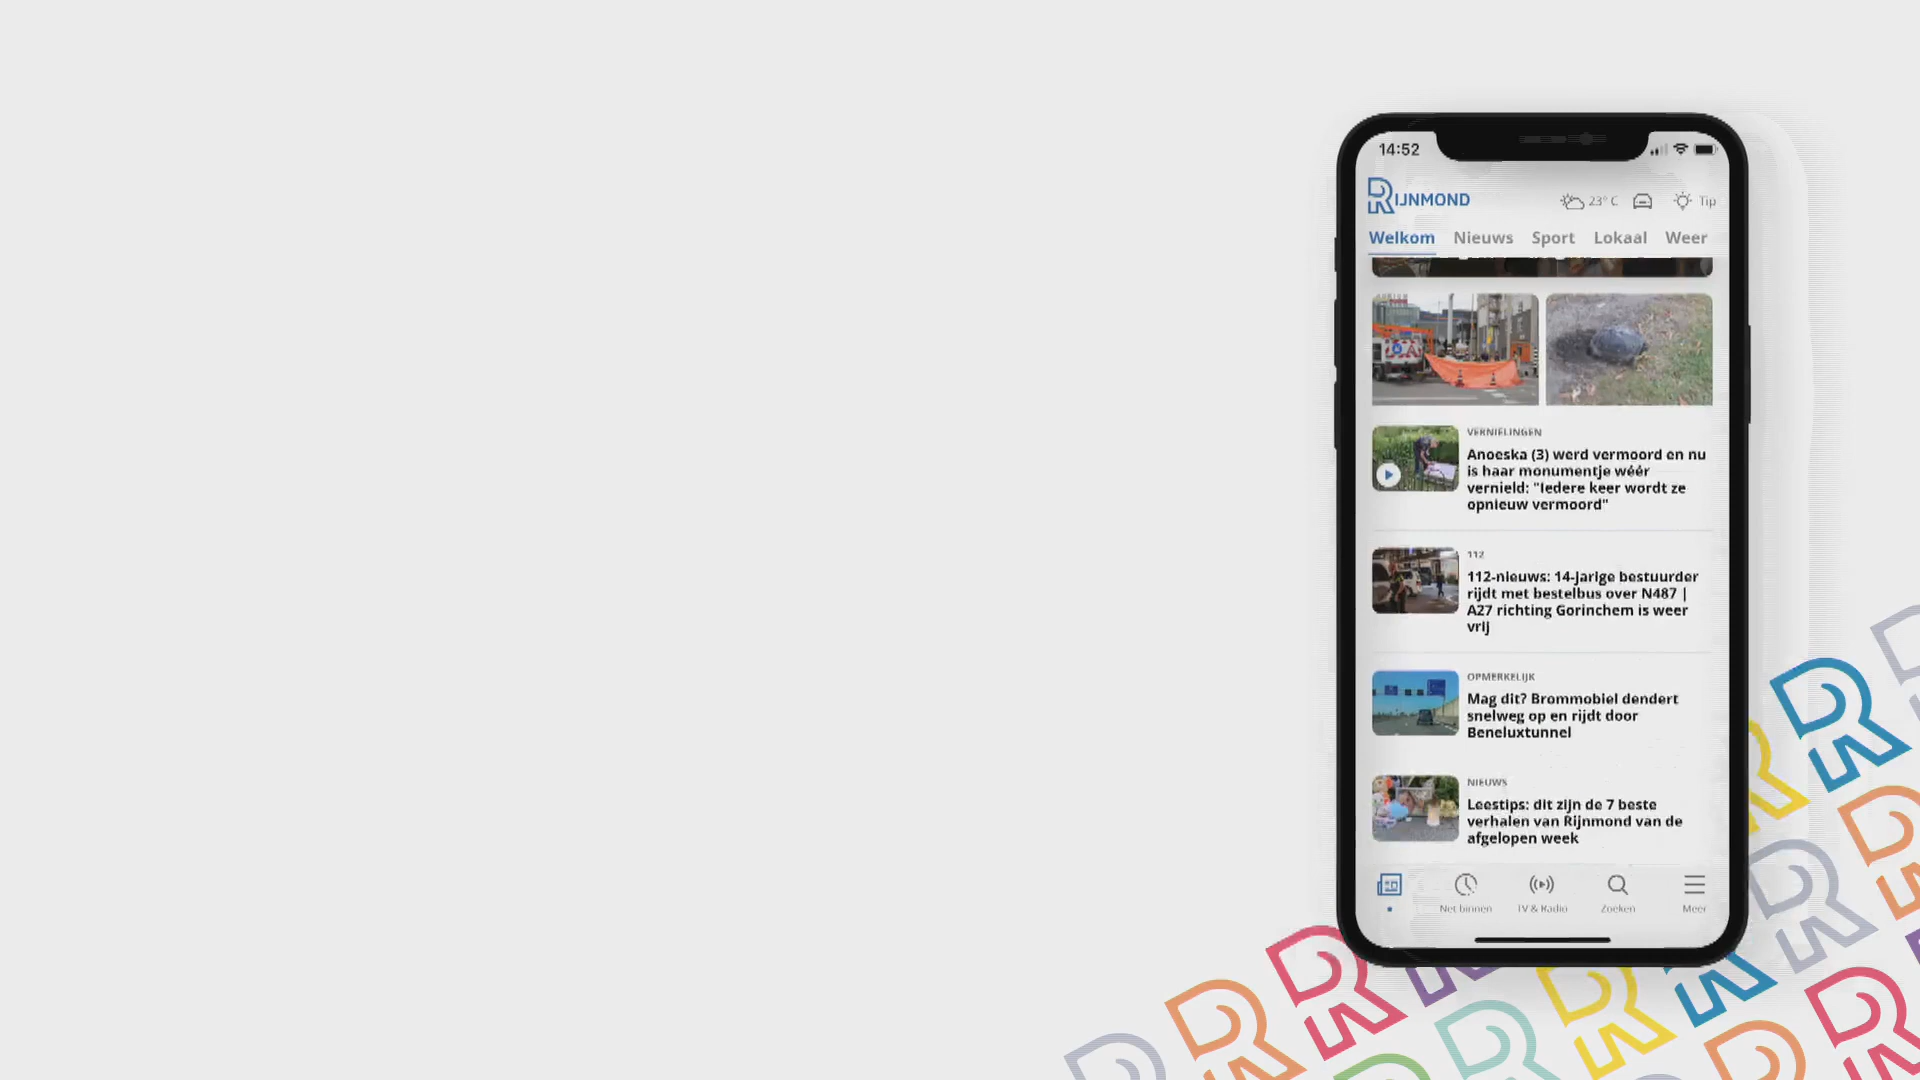 14:52
RIJNMOND
23° C
Tip
Welkom Nieuws Sport Lokaal Weer
VERNIELINGEN
Anoeska (3) werd vermoord en nu
is haar monumentje wéér
vernield: "Iedere keer wordt ze
opnieuw vermoord"
112
112-nieuws: 14-jarige bestuurder
rijdt met bestelbus over N487 |
A27 richting Gorinchem is weer
vrij
OPMERKELIJK
Mag dit? Brommobiel dendert
snelweg op en rijdt door
Beneluxtunnel
NIEUWS
Leestips: dit zijn de 7 beste
verhalen van Rijnmond van de
afgelopen week
Net binnen TV & Radio Zoeken Meer